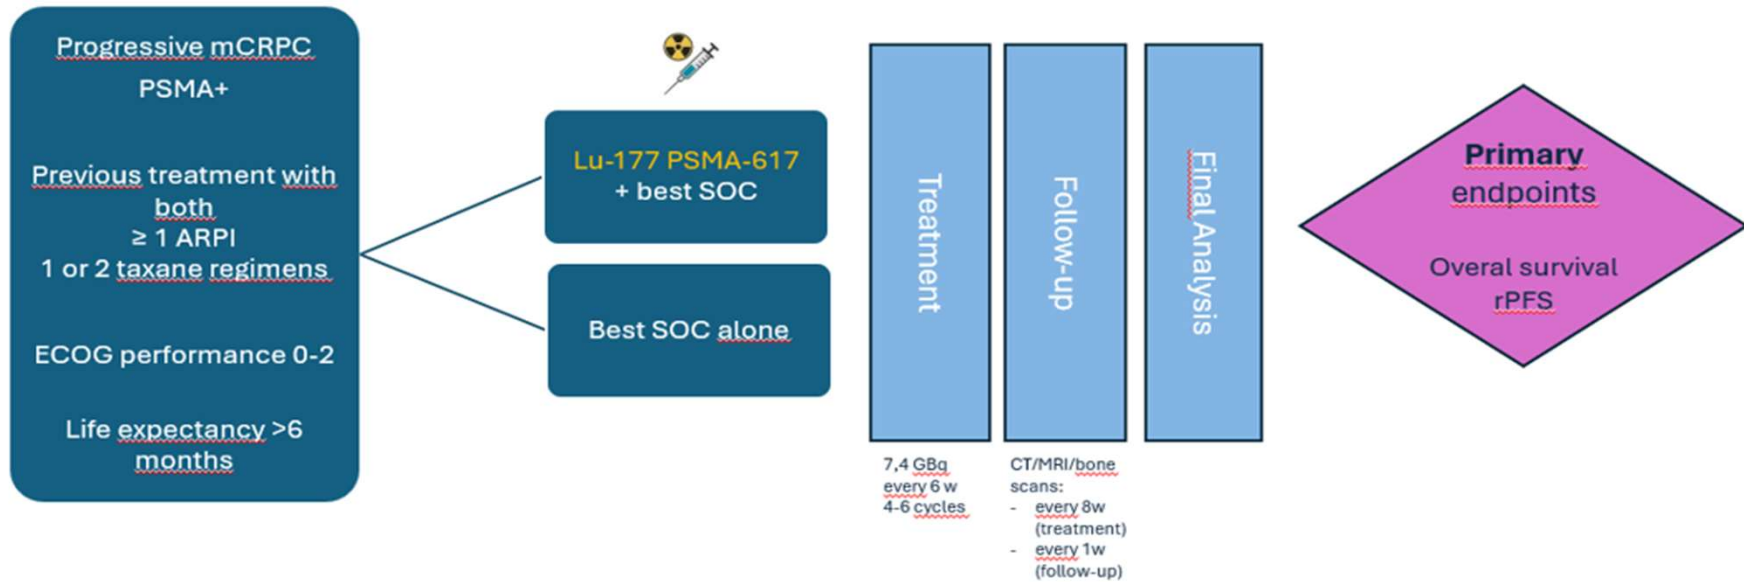 Progressive mCRPC
PSMA+
Previous treatment with
both
≥ 1 ARPI
1 or 2 taxane regimens
ECOG performance 0-2
Life expectancy >6
months
Lu-177 PSMA-617
+ best SOC
Best SOC alone
Treatment
7,4 GBq
every 6 w
4-6 cycles
Follow-up
CT/MRI/bone
scans:
- every 8w
(treatment)
- every 1w
(follow-up)
Final Analysis
Primary
endpoints
Overal survival
rPFS